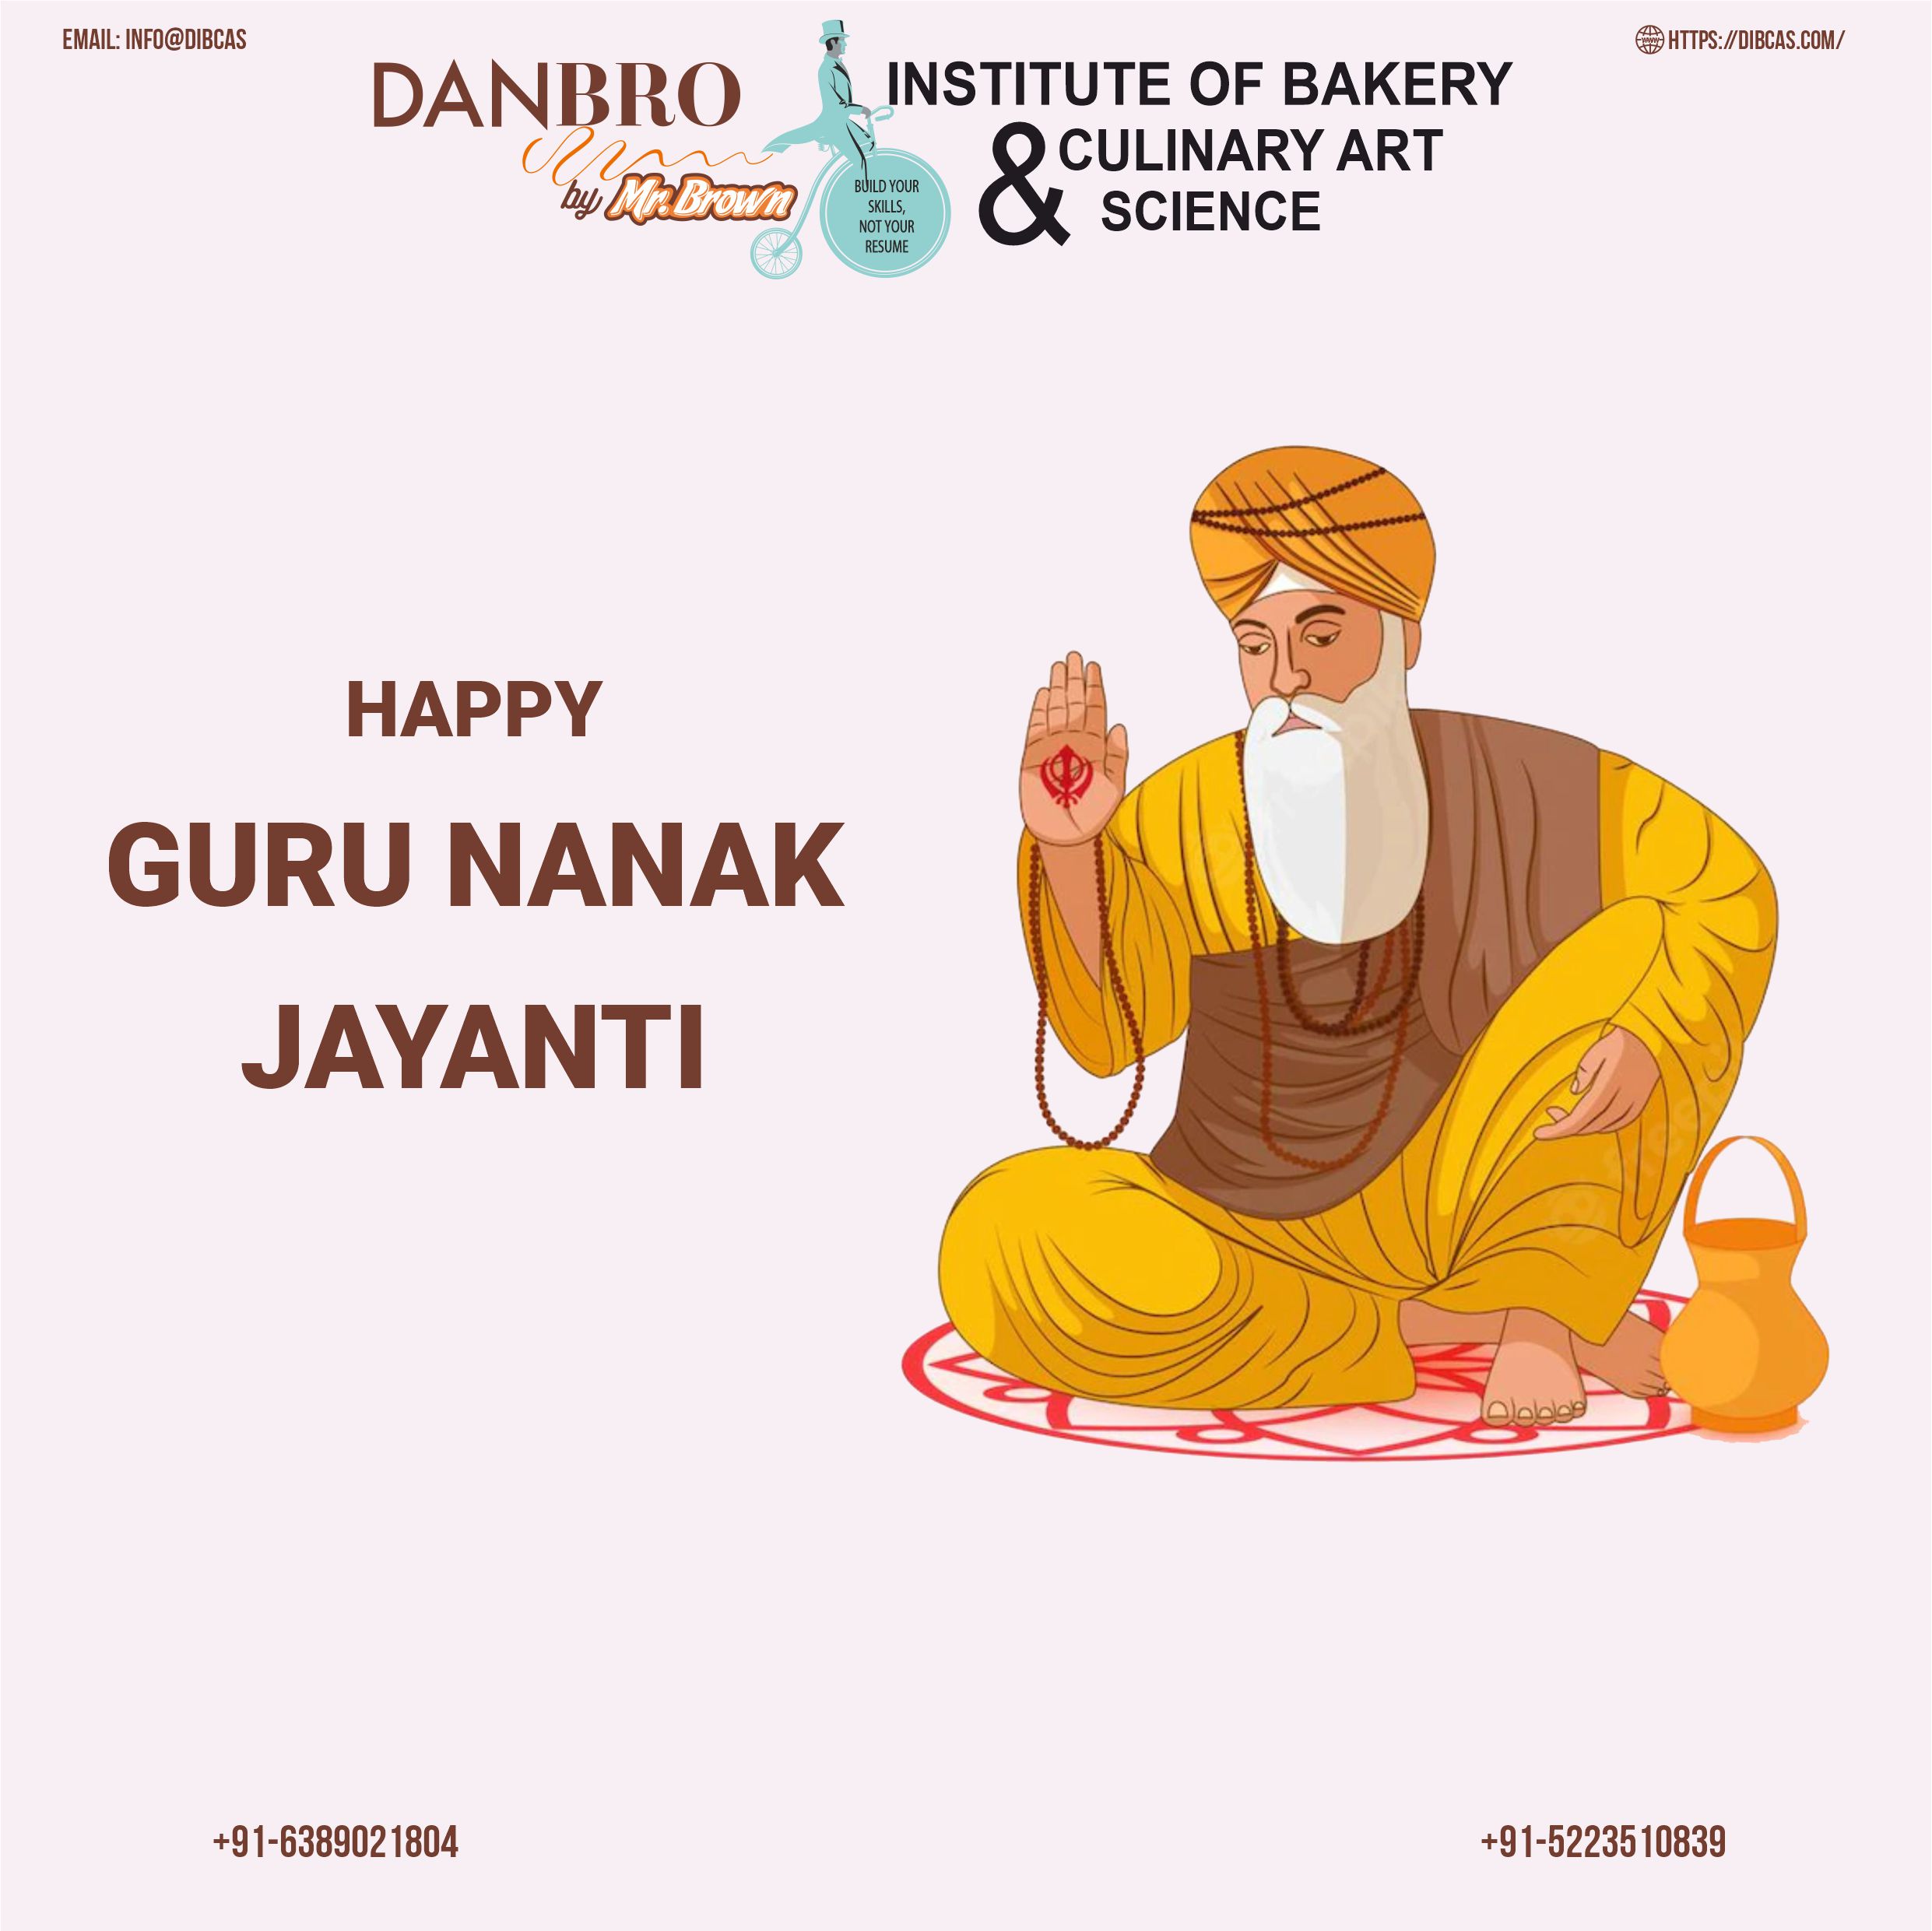 EMAIL: INFO@DIBCAS
HTTPS://DIBCAS.COM/
DANBRO
by Mr. Brown
BUILD YOUR
SKILLS,
NOT YOUR
RESUME
INSTITUTE OF BAKERY
& CULINARY ART
SCIENCE
HAPPY
GURU NANAK
JAYANTI
+91-6389021804
+91-5223510839